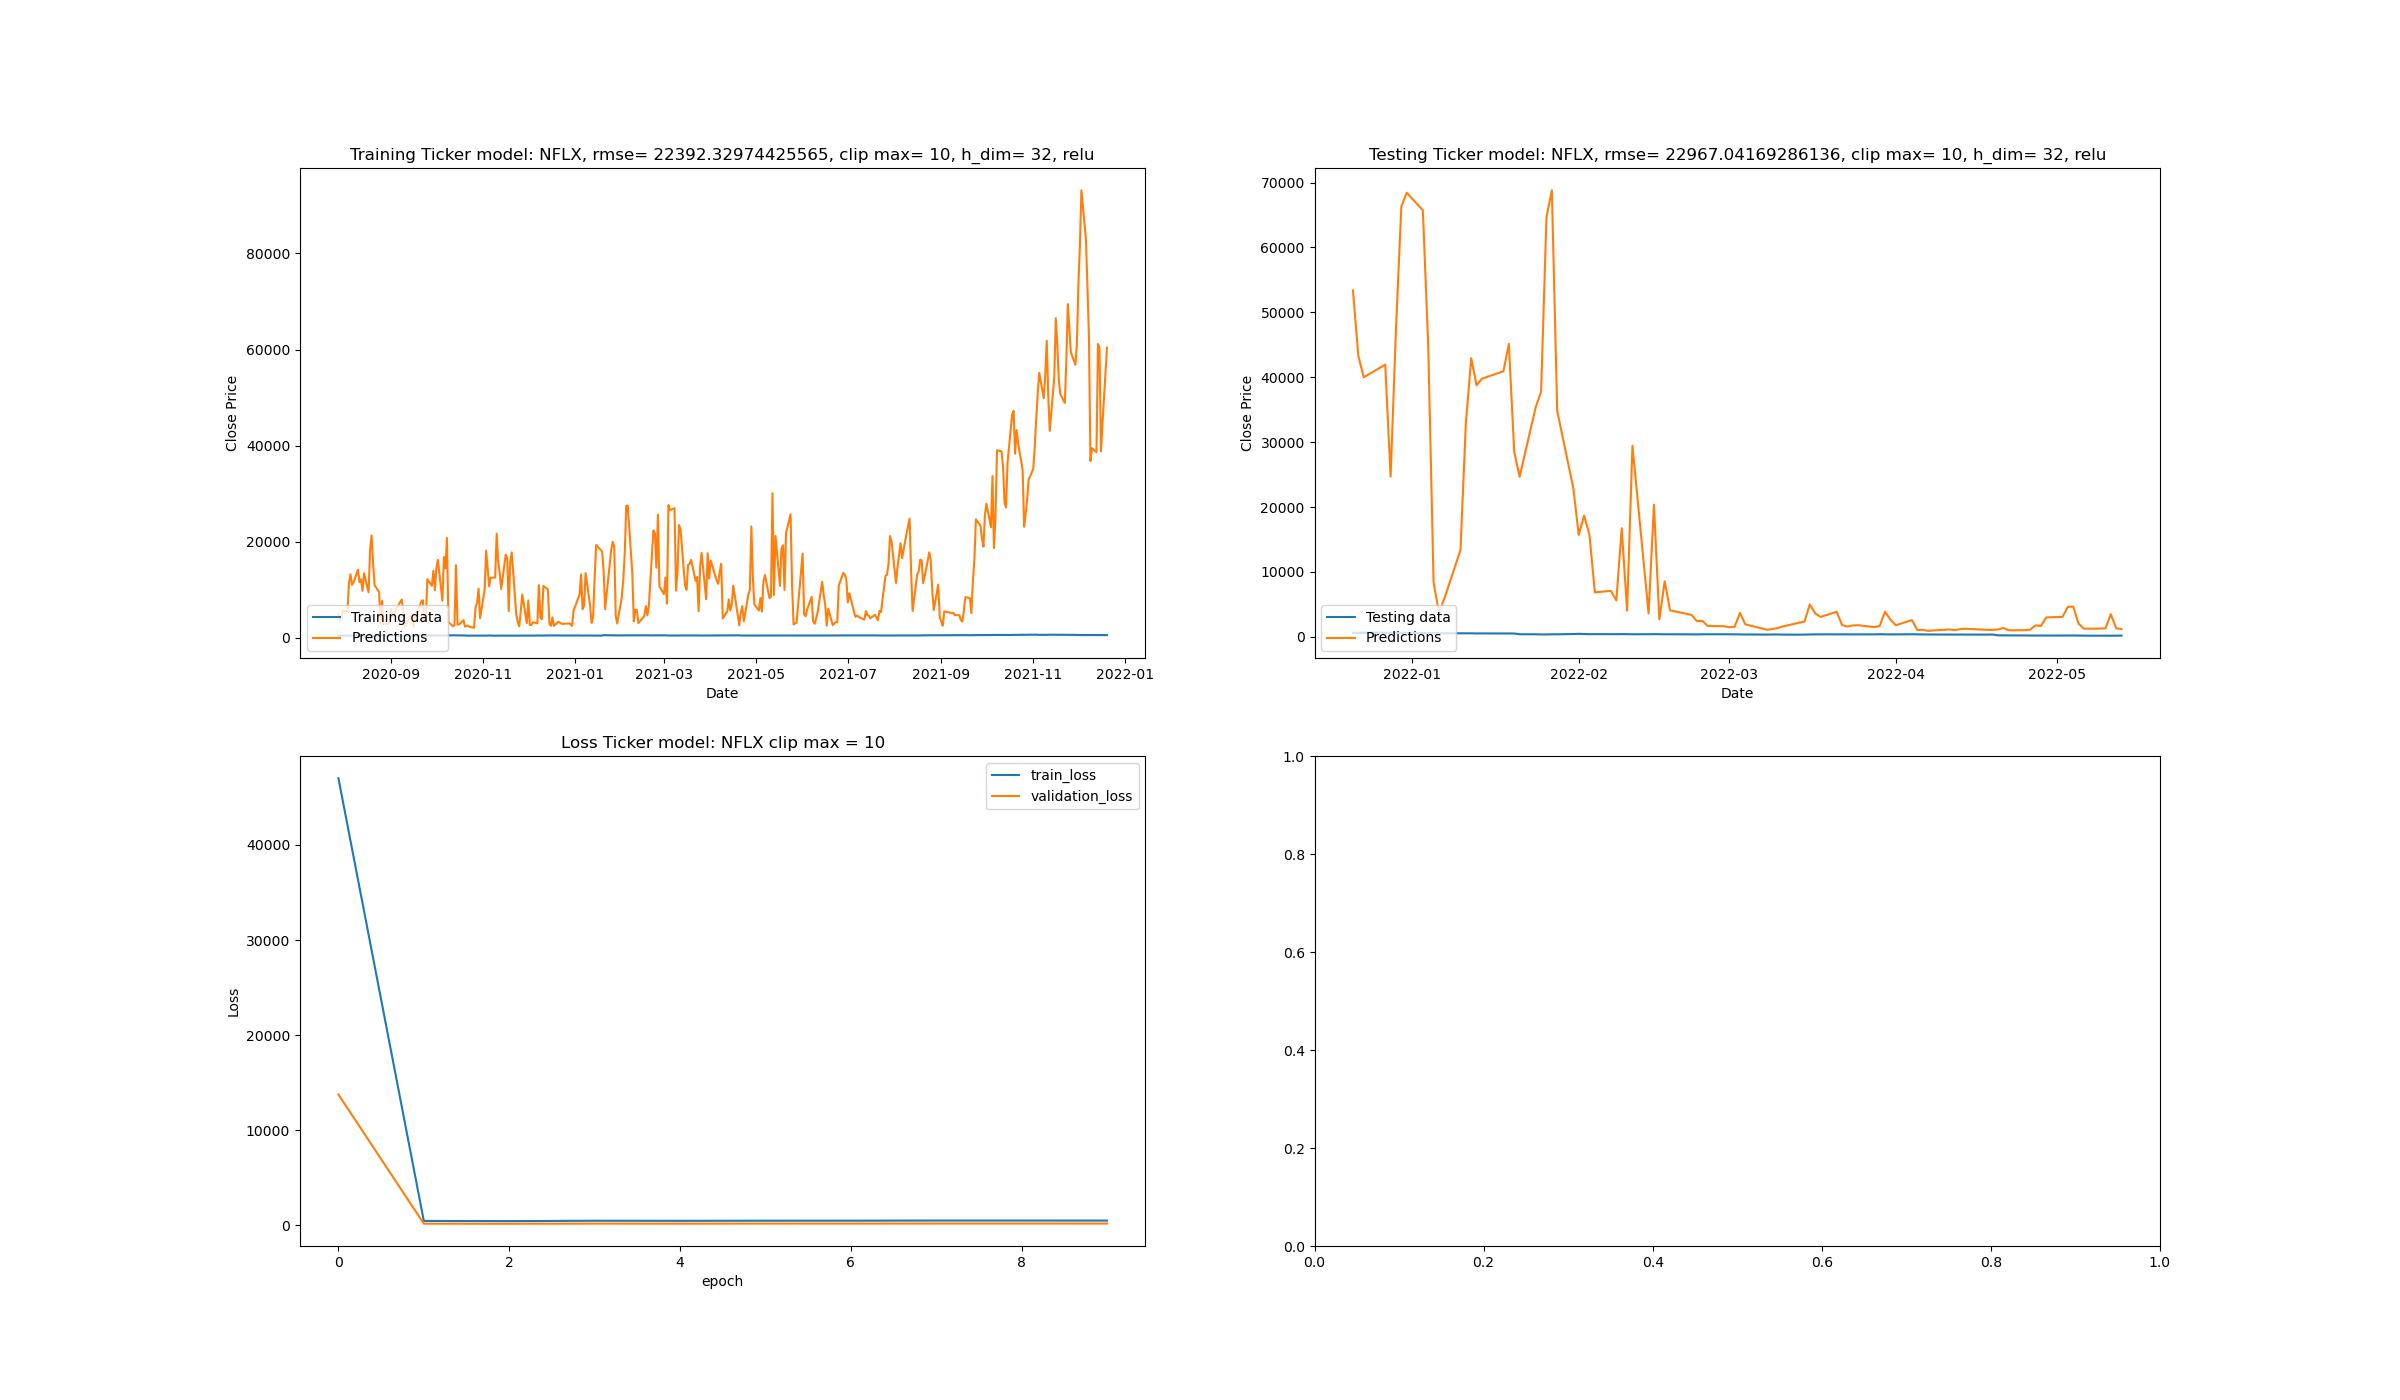 Training Ticker model: NFLX, rmse= 22392.32974425565, clip max= 10, h_dim= 32, relu
80000
60000
40000
20000
0
Close Price
Training data
Predictions
2020-09 2020-11 2021-01 2021-03 2021-05 2021-07 2021-09 2021-11 2022-01
Date
Testing Ticker model: NFLX, rmse= 22967.04169286136, clip max= 10, h_dim= 32, relu
70000
60000
50000
40000
30000
20000
10000
0
Close Price
Testing data
Predictions
2022-01 2022-02 2022-03 2022-04 2022-05
Date
Loss Ticker model: NFLX clip max = 10
train_loss
validation_loss
40000
30000
20000
10000
0
Loss
0 2 4 6 8
epoch
1.0
0.8
0.6
0.4
0.2
0.0
0.0 0.2 0.4 0.6 0.8 1.0